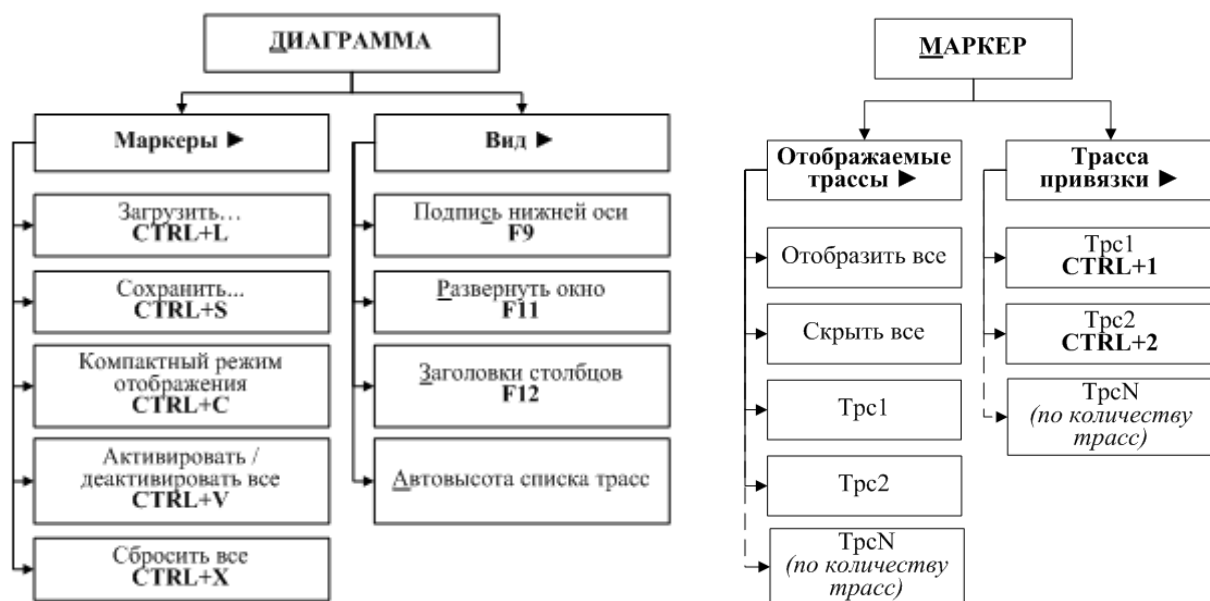 ДИАГРАММА
Маркеры ►
Загрузить…
CTRL+L
Сохранить...
CTRL+S
Компактный режим
отображения
CTRL+C
Активировать /
деактивировать все
CTRL+V
Сбросить все
CTRL+X
Вид ►
Подпись нижней оси
F9
Развернуть окно
F11
Заголовки столбцов
F12
Автовысота списка трасс
МАРКЕР
Отображаемые
трассы ►
Отобразить все
Скрыть все
Трс1
Трс2
ТрсN
(по количеству
трасс)
Трасса
привязки ►
Трс1
CTRL+1
Трс2
CTRL+2
ТрсN
(по количеству
трасс)